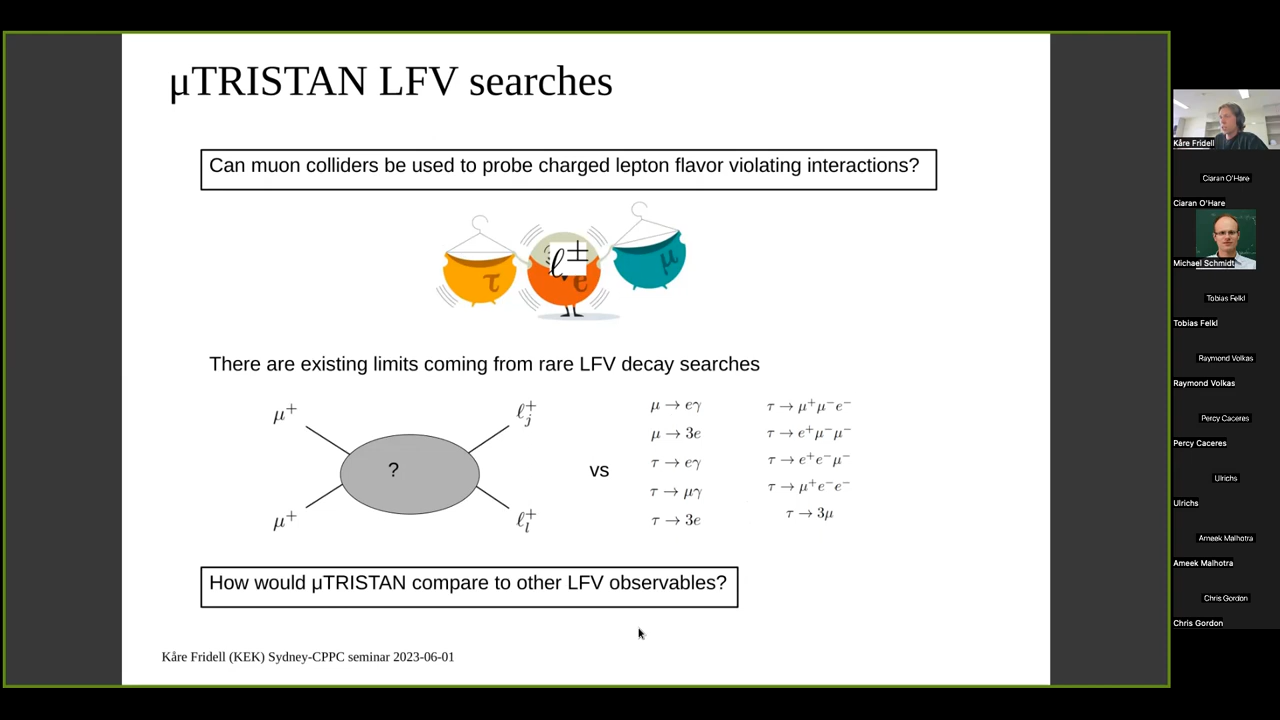 μTRISTAN LFV searches
Can muon colliders be used to probe charged lepton flavor violating interactions?
τ
ℓ±
e
μ
There are existing limits coming from rare LFV decay searches
μ+
μ+
?
ℓj+
ℓl+
vs
μ → eγ
μ → 3e
τ → eγ
τ → μγ
τ → 3e
τ → μ+μ−e−
τ → e+μ−μ−
τ → e+e−μ−
τ → μ+e−e−
τ → 3μ
How would μTRISTAN compare to other LFV observables?
Kåre Fridell (KEK) Sydney-CPPC seminar 2023-06-01
Kåre Fridell
Ciaran O'Hare
Ciaran O'Hare
Michael Schmidt
Tobias Felkl
Tobias Felkl
Raymond Volkas
Raymond Volkas
Percy Caceres
Percy Caceres
Ulrichs
Ulrichs
Ameek Malhotra
Ameek Malhotra
Chris Gordon
Chris Gordon